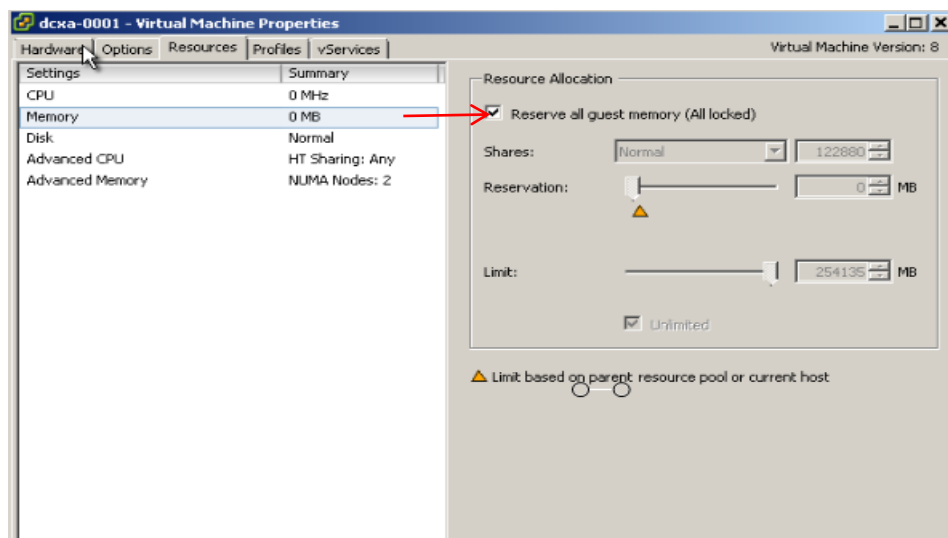 dcxa-0001 - Virtual Machine Properties
Hardware Options Resources Profiles vServices Virtual Machine Version: 8
Settings Summary
CPU 0 MHz
Memory 0 MB
Disk Normal
Advanced CPU HT Sharing: Any
Advanced Memory NUMA Nodes: 2
Resource Allocation
Reserve all guest memory (All locked)
Shares: Normal 122880
Reservation: 0 MB
Limit: 254135 MB
Unlimited
Limit based on parent resource pool or current host